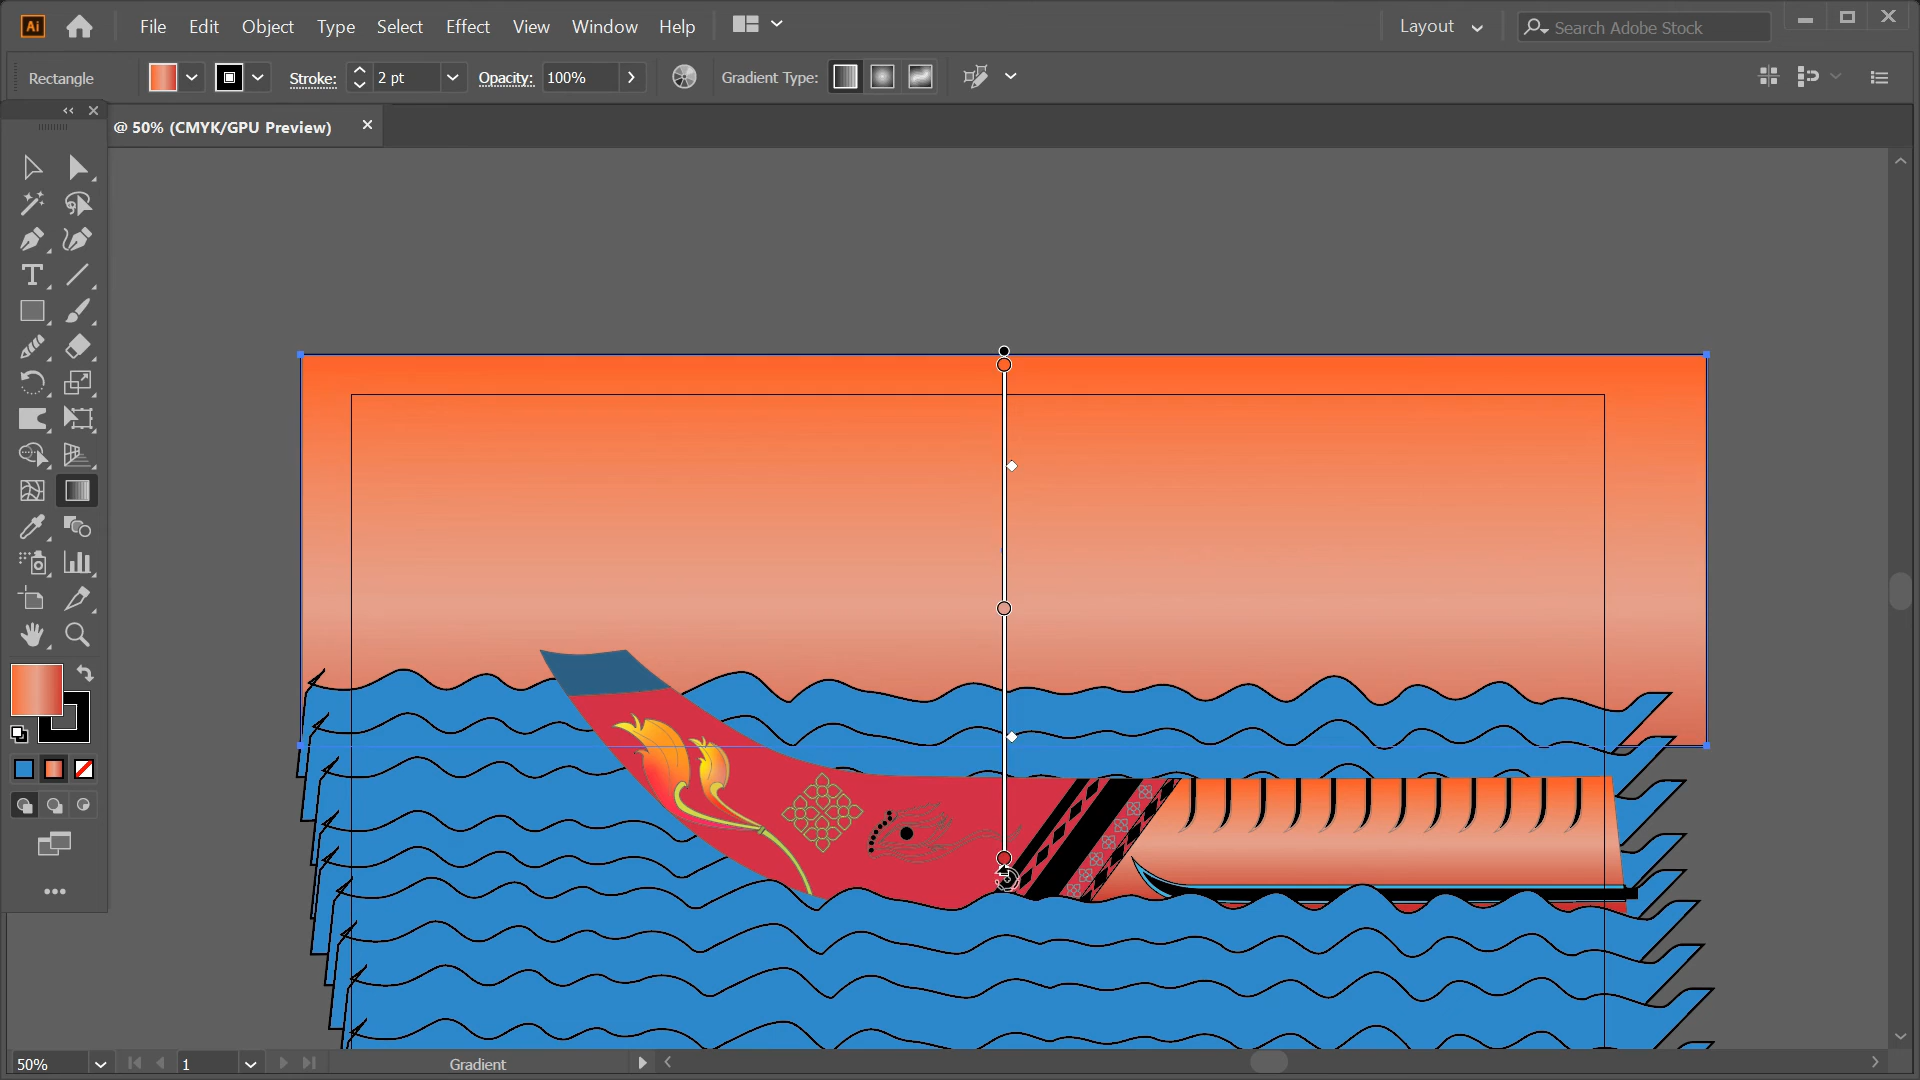 Ai File Edit Object Type Select Effect View Window Help Layout Search Adobe Stock
Rectangle Stroke: 2 pt Opacity: 100% Gradient Type:
@ 50% (CMYK/GPU Preview)
50% 1 Gradient